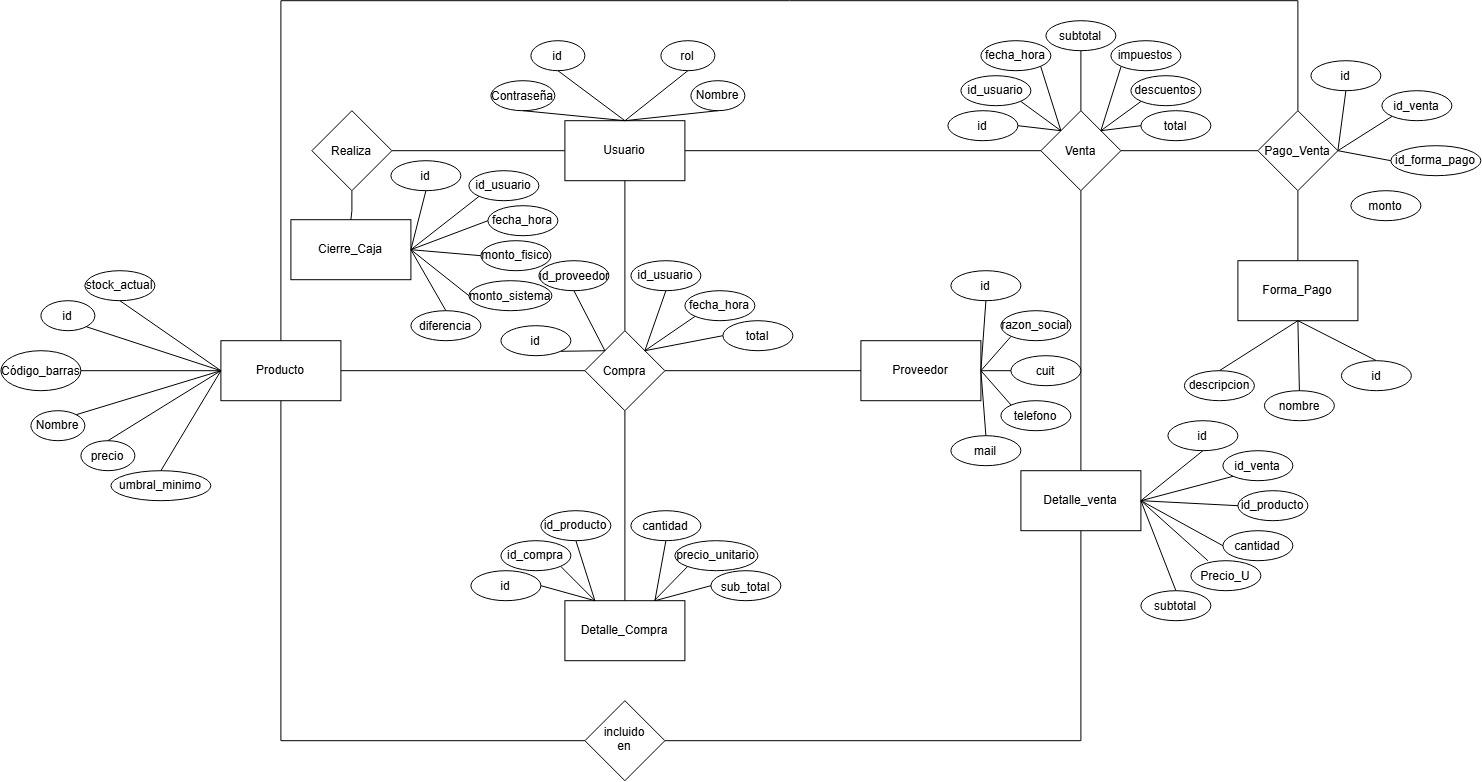 subtotal
id
rol
fecha_hora
impuestos
id
Contraseña
Nombre
id_usuario
descuentos
id_venta
id
total
Realiza
Usuario
Venta
Pago_Venta
id_forma_pago
id
id_usuario
monto
fecha_hora
Cierre_Caja
monto_fisico
id_proveedor
id_usuario
stock_actual
id
Forma_Pago
monto_sistema
fecha_hora
id
diferencia
razon_social
id
total
Código_barras
Producto
Compra
Proveedor
cuit
id
descripcion
nombre
Nombre
telefono
precio
mail
id
umbral_minimo
id_venta
Detalle_venta
id_producto
id_producto
cantidad
cantidad
id_compra
precio_unitario
Precio_U
id
sub_total
subtotal
Detalle_Compra
incluido
en